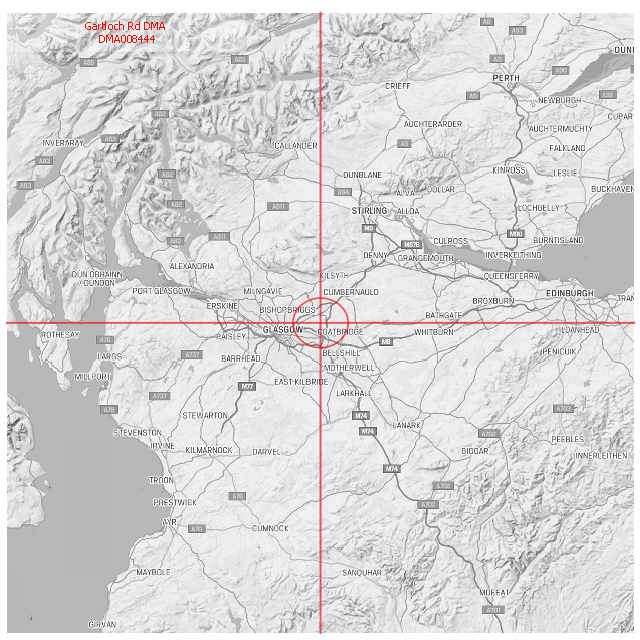 Gartloch Rd DMA
DMA008444
A9
A93
DUN
A85
A85
A9
PERTH
A90
CRIEFF
A9
A92
NEWBURGH
A82
CUPAR
AUCHTERARDER
AUCHTERMUCHTY
INVERARAY
A83
CALLANDER
A9
FALKLAND
A83
A82
DUNBLANE
KINROSS
LESLIE
A83
A84
ALVA
DOLLAR
BUCKHAVEN
A82
A811
STIRLING
ALLOA
LOCHGELLY
A82
A811
M9
M90
CULROSS
BURNTISLAND
M876
DENNY
GRANGEMOUTH
INVERKEITHING
ALEXANDRIA
DÙN OBHAINN
/ DUNOON
KILSYTH
QUEENSFERRY
PORT GLASGOW
MILNGAVIE
CUMBERNAULD
EDINBURGH
ERSKINE
BISHOPBRIGGS
BROXBURN
TRAN
BATHGATE
ROTHESAY
PAISLEY
GLASGOW
COATBRIDGE
WHITBURN
LOANHEAD
A78
M8
LARGS
A737
BARRHEAD
BELLSHILL
PENICUIK
MILLPORT
MOTHERWELL
M77
EAST KILBRIDE
A737
LARKHALL
A78
STEWARTON
M74
A703
LANARK
STEVENSTON
M74
A702
PEEBLES
IRVINE
KILMARNOCK
DARVEL
BIGGAR
INNERLEITHEN
M74
TROON
A702
A76
PRESTWICK
A702
AYR
A70
CUMNOCK
MAYBOLE
SANQUHAR
MOFFAT
A701
GIRVAN